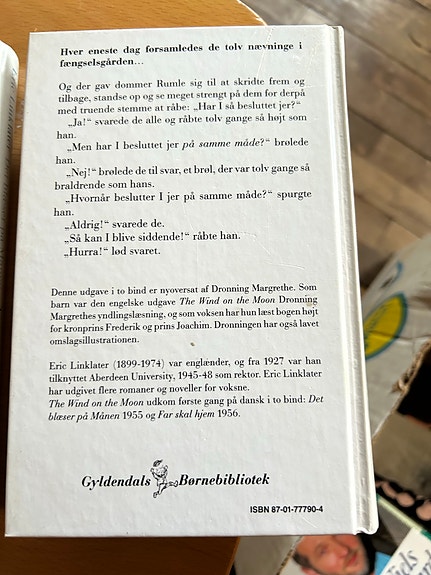 Hver eneste dag forsamledes de tolv nævninge i
fængselsgården...
Og der gav dommer Rumle sig til at skridte frem og
tilbage, standse op og se meget strengt på dem for derpå
med truende stemme at råbe: „Har I så besluttet jer?“
„Ja!“ svarede de alle og råbte tolv gange så højt som
han.
„Men har I besluttet jer på samme måde?“ brølede
han.
„Nej!“ brølede de til svar, et brøl, der var tolv gange så
braldrende som hans.
„Hvornår beslutter I jer på samme måde?“ spurgte
han.
„Aldrig!“ svarede de.
„Så kan I blive siddende!“ råbte han.
„Hurra!“ lød svaret.
Denne udgave i to bind er nyoversat af Dronning Margrethe. Som
barn var den engelske udgave The Wind on the Moon Dronning
Margrethes yndlingslæsning, og som voksen har hun læst bogen højt
for kronprins Frederik og prins Joachim. Dronningen har også lavet
omslagsillustrationen.
Eric Linklater (1899-1974) var englænder, og fra 1927 var han
tilknyttet Aberdeen University, 1945-48 som rektor. Eric Linklater
har udgivet flere romaner og noveller for voksne.
The Wind on the Moon udkom første gang på dansk i to bind: Det
blæser på Månen 1955 og Far skal hjem 1956.
Gyldendals Børnebibliotek
ISBN 87-01-77790-4